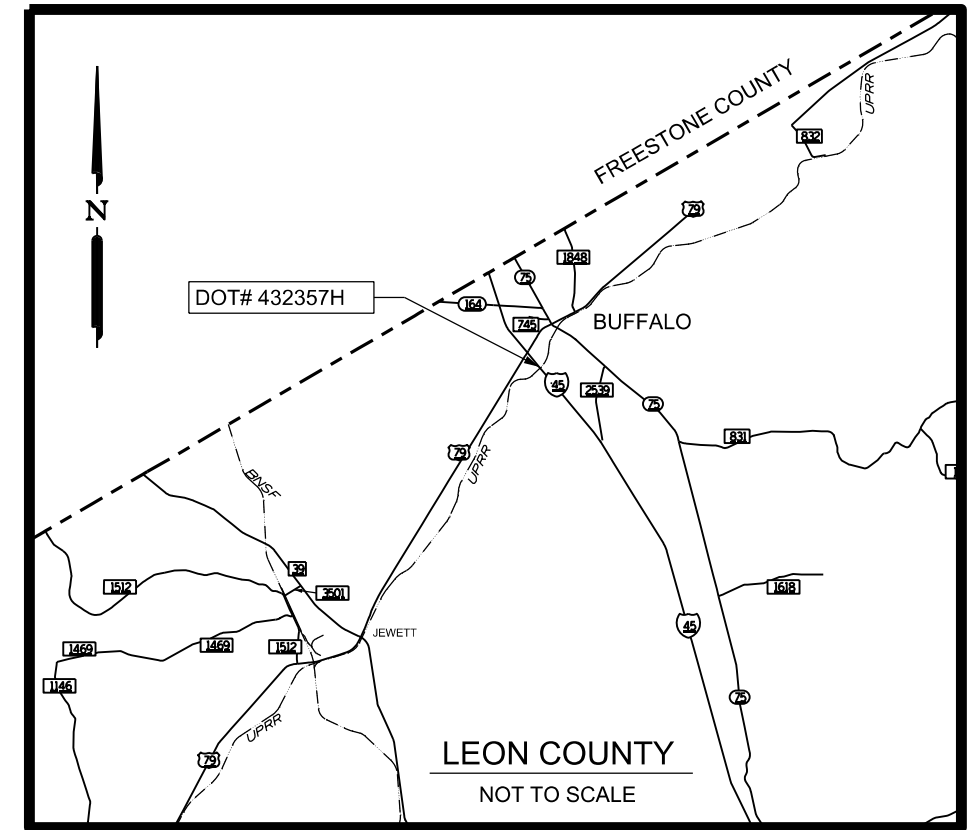 FREESTONE COUNTY
UPRR
832
79
N
1848
75
DOT# 432357H
164
745
BUFFALO
45
2539
75
831
79
UPRR
BNSF
39
1512
3501
1618
45
JEWETT
1469
1469
1512
1146
75
UPRR
79
LEON COUNTY
NOT TO SCALE